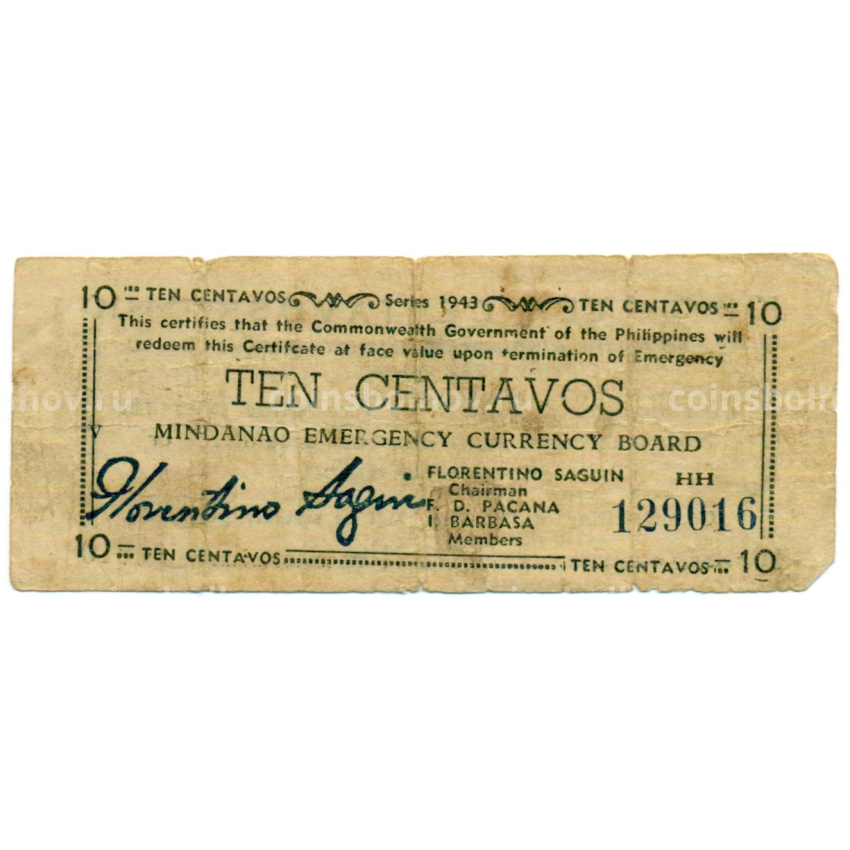 10 TEN CENTAVOS Series 1943 TEN CENTAVOS 10
This certifies that the Commonwealth Government of the Philippines will
redeem this Certifcate at face value upon termination of Emergency
TEN CENTAVOS
coinsbolhov.ru
MINDANAO EMERGENCY CURRENCY BOARD
V
Florentino Saguin
FLORENTINO SAGUIN HH
Chairman
F. D. PACANA
129016
I. BARBASA
Members
10 TEN CENTAVOS TEN CENTAVOS 10